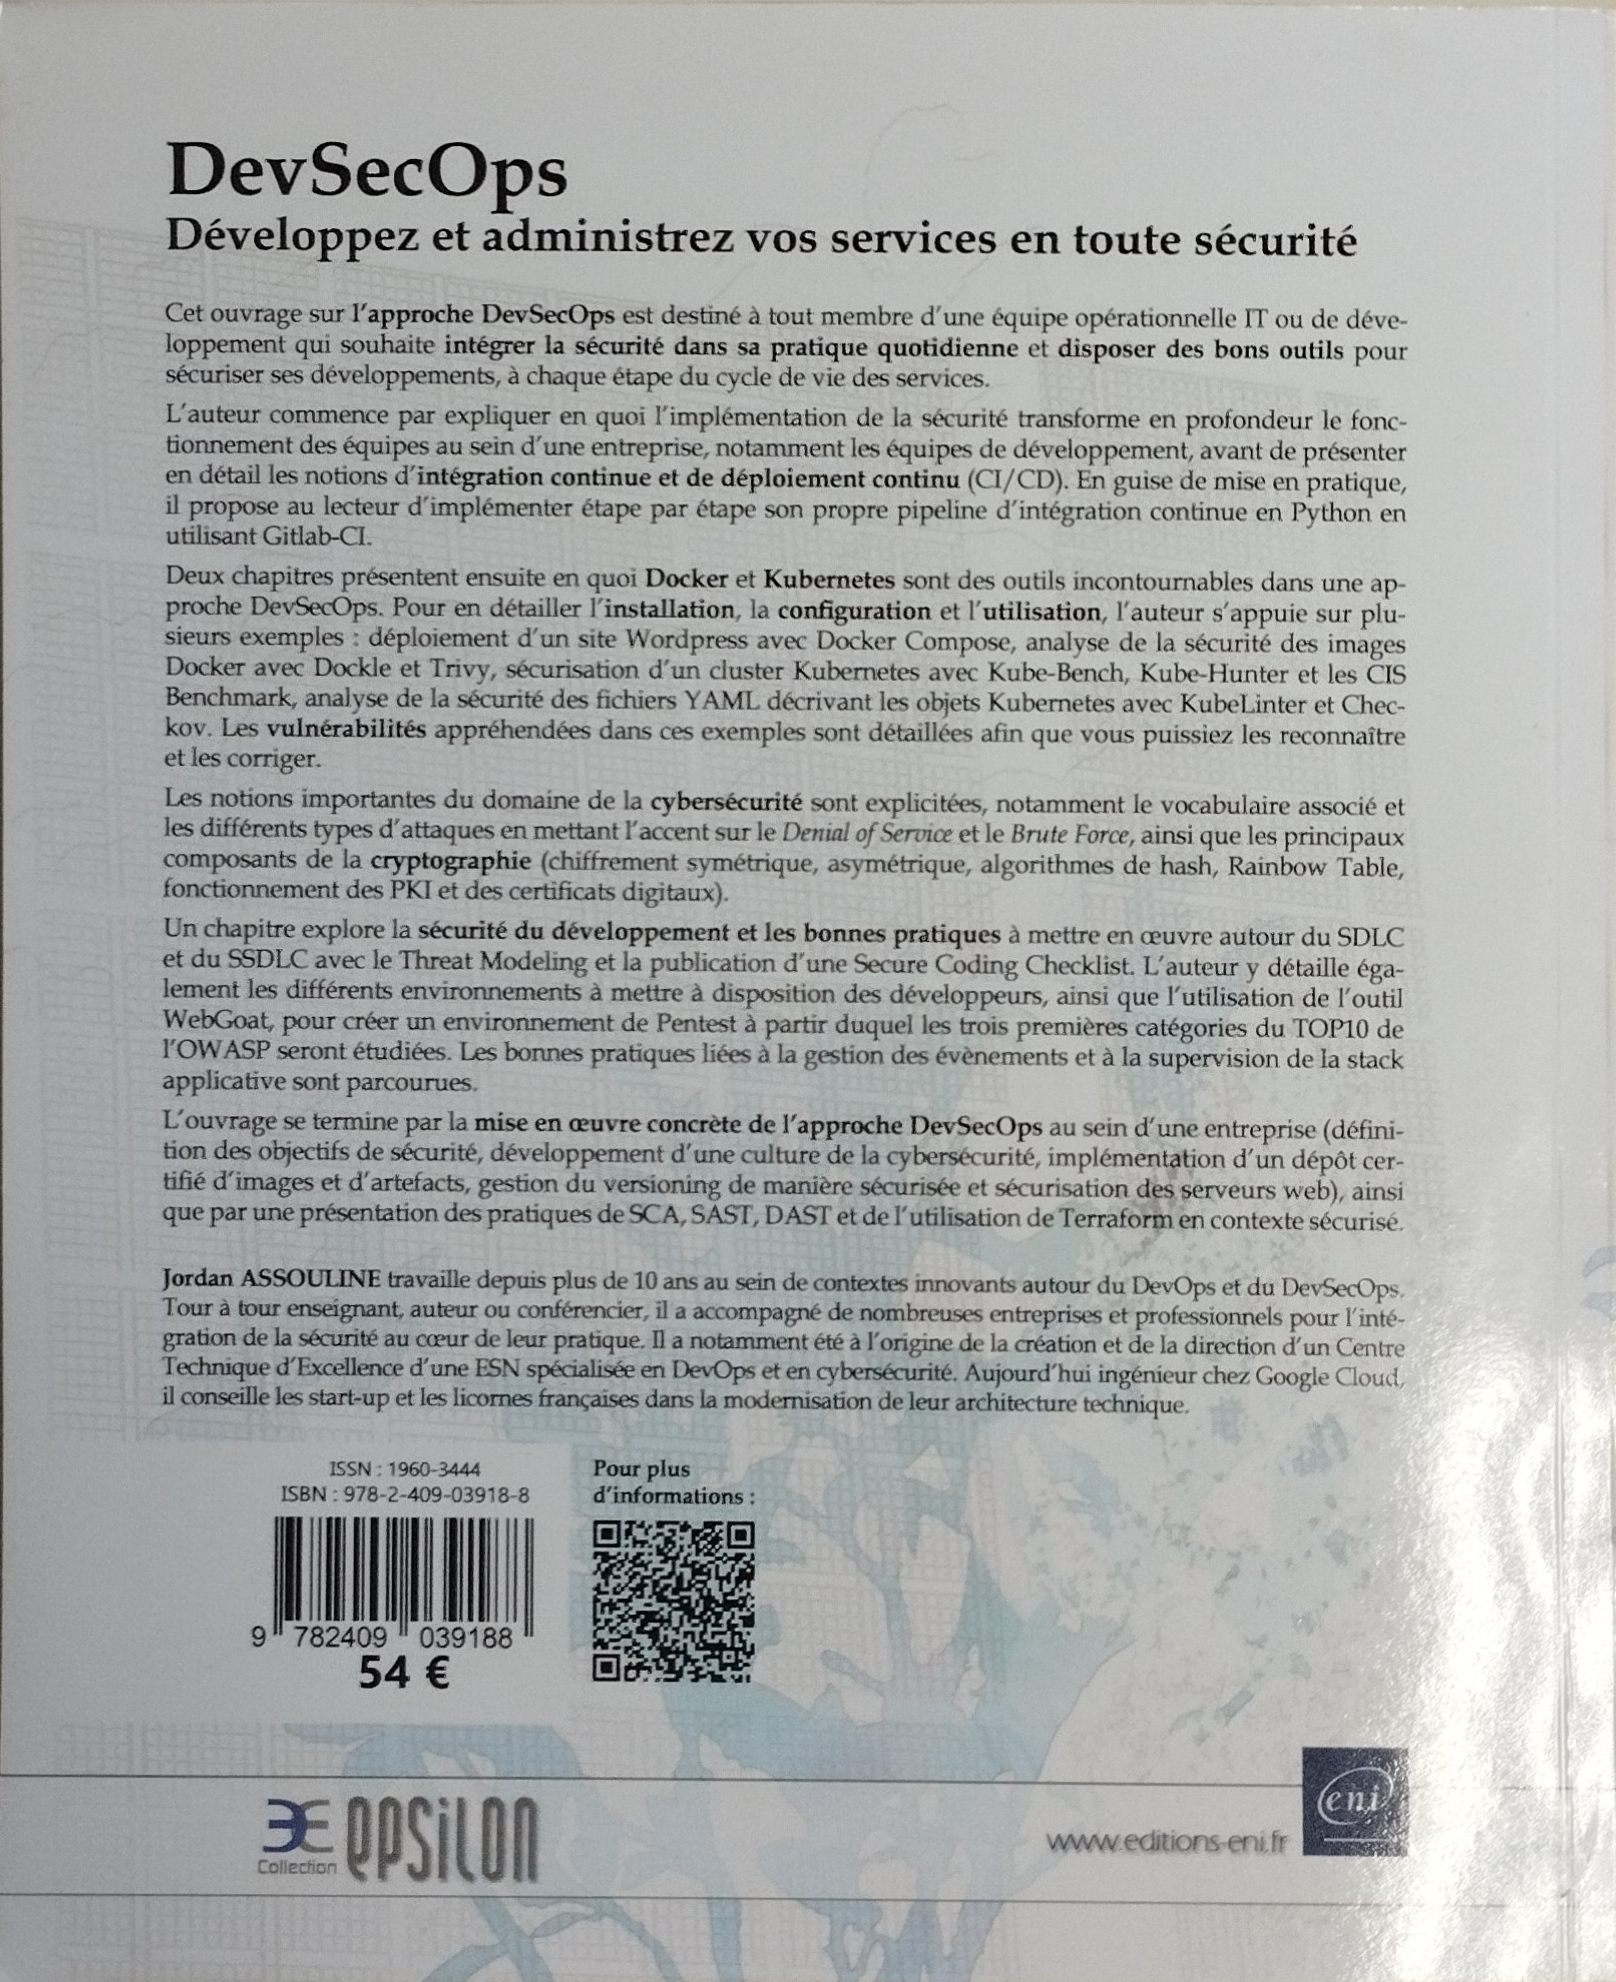 DevSecOps
Développez et administrez vos services en toute sécurité
Cet ouvrage sur l'approche DevSecOps est destiné à tout membre d'une équipe opérationnelle IT ou de déve-
loppement qui souhaite intégrer la sécurité dans sa pratique quotidienne et disposer des bons outils pour
sécuriser ses développements, à chaque étape du cycle de vie des services.
L'auteur commence par expliquer en quoi l'implémentation de la sécurité transforme en profondeur le fonc-
tionnement des équipes au sein d'une entreprise, notamment les équipes de développement, avant de présenter
en détail les notions d'intégration continue et de déploiement continu (CI/CD). En guise de mise en pratique,
il propose au lecteur d'implémenter étape par étape son propre pipeline d'intégration continue en Python en
utilisant Gitlab-CI.
Deux chapitres présentent ensuite en quoi Docker et Kubernetes sont des outils incontournables dans une ap-
proche DevSecOps. Pour en détailler l'installation, la configuration et l'utilisation, l'auteur s'appuie sur plu-
sieurs exemples : déploiement d'un site Wordpress avec Docker Compose, analyse de la sécurité des images
Docker avec Dockle et Trivy, sécurisation d'un cluster Kubernetes avec Kube-Bench, Kube-Hunter et les CIS
Benchmark, analyse de la sécurité des fichiers YAML décrivant les objets Kubernetes avec KubeLinter et Chec-
kov. Les vulnérabilités appréhendées dans ces exemples sont détaillées afin que vous puissiez les reconnaître
et les corriger.
Les notions importantes du domaine de la cybersécurité sont explicitées, notamment le vocabulaire associé et
les différents types d'attaques en mettant l'accent sur le Denial of Service et le Brute Force, ainsi que les principaux
composants de la cryptographie (chiffrement symétrique, asymétrique, algorithmes de hash, Rainbow Table,
fonctionnement des PKI et des certificats digitaux).
Un chapitre explore la sécurité du développement et les bonnes pratiques à mettre en œuvre autour du SDLC
et du SSDLC avec le Threat Modeling et la publication d'une Secure Coding Checklist. L'auteur y détaille éga-
lement les différents environnements à mettre à disposition des développeurs, ainsi que l'utilisation de l'outil
WebGoat, pour créer un environnement de Pentest à partir duquel les trois premières catégories du TOP10 de
l'OWASP seront étudiées. Les bonnes pratiques liées à la gestion des évènements et à la supervision de la stack
applicative sont parcourues.
L'ouvrage se termine par la mise en œuvre concrète de l'approche DevSecOps au sein d'une entreprise (défini-
tion des objectifs de sécurité, développement d'une culture de la cybersécurité, implémentation d'un dépôt cer-
tifié d'images et d'artefacts, gestion du versioning de manière sécurisée et sécurisation des serveurs web), ainsi
que par une présentation des pratiques de SCA, SAST, DAST et de l'utilisation de Terraform en contexte sécurisé.
Jordan ASSOULINE travaille depuis plus de 10 ans au sein de contextes innovants autour du DevOps et du DevSecOps.
Tour à tour enseignant, auteur ou conférencier, il a accompagné de nombreuses entreprises et professionnels pour l'inté-
gration de la sécurité au cœur de leur pratique. Il a notamment été à l'origine de la création et de la direction d'un Centre
Technique d'Excellence d'une ESN spécialisée en DevOps et en cybersécurité. Aujourd'hui ingénieur chez Google Cloud,
il conseille les start-up et les licornes françaises dans la modernisation de leur architecture technique.
ISSN : 1960-3444
ISBN : 978-2-409-03918-8
9 782409 039188
54 €
Pour plus
d'informations :
Collection epsilon
www.editions-eni.fr
eni